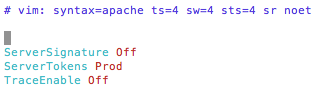 # vim: syntax=apache ts=4 sw=4 sts=4 sr noet
ServerSignature Off
ServerTokens Prod
TraceEnable Off